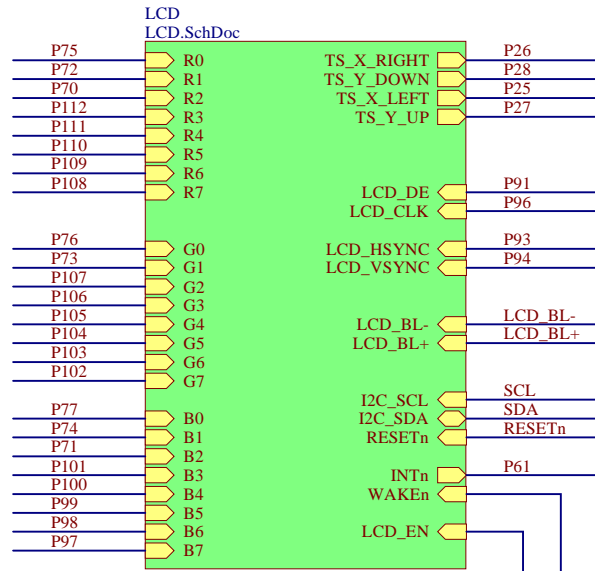 LCD
LCD.SchDoc
P75 R0 TS_X_RIGHT P26
P72 R1 TS_Y_DOWN P28
P70 R2 TS_X_LEFT P25
P112 R3 TS_Y_UP P27
P111 R4
P110 R5
P109 R6
P108 R7 LCD_DE P91
LCD_CLK P96
P76 G0 LCD_HSYNC P93
P73 G1 LCD_VSYNC P94
P107 G2
P106 G3
P105 G4 LCD_BL- LCD_BL-
P104 G5 LCD_BL+ LCD_BL+
P103 G6
P102 G7
I2C_SCL SCL
P77 B0 I2C_SDA SDA
P74 B1 RESETn RESETn
P71 B2
P101 B3 INTn P61
P100 B4 WAKEn
P99 B5
P98 B6 LCD_EN
P97 B7